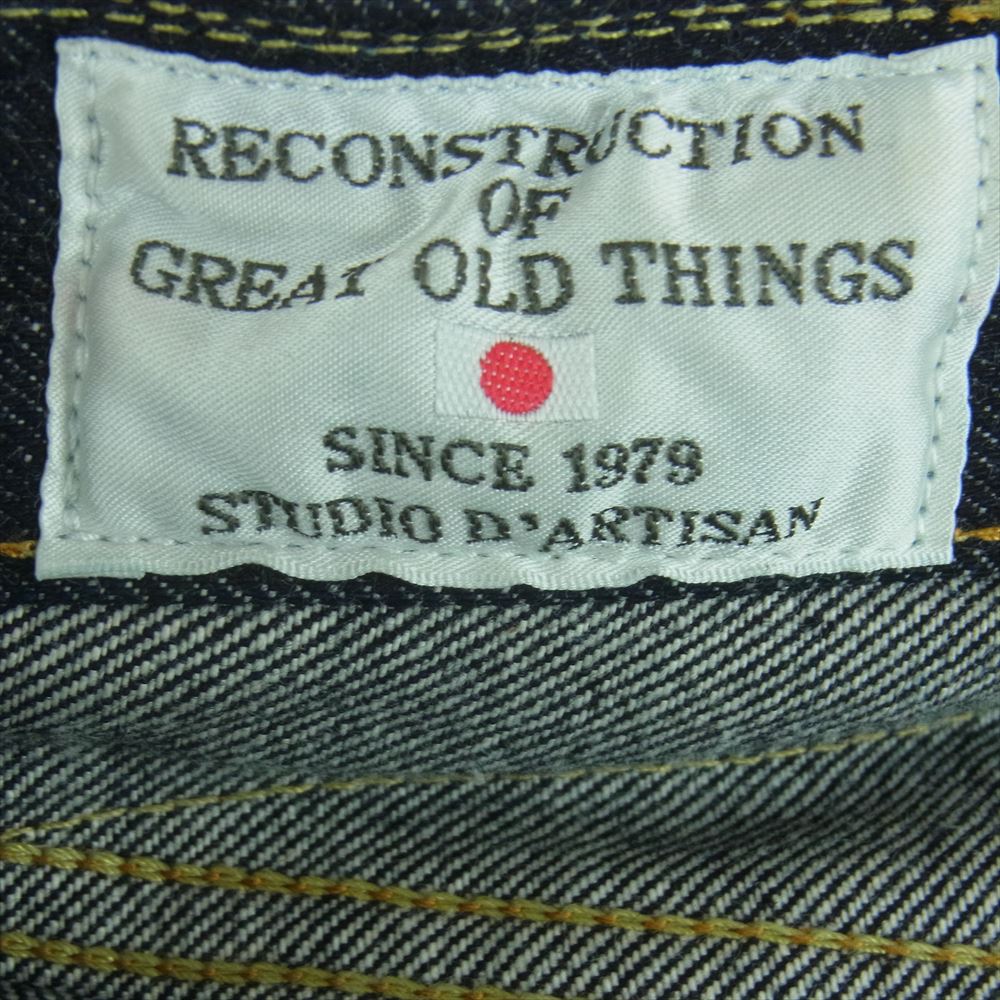 RECONSTRUCTION
OF
GREAT OLD THINGS
SINCE 1979
STUDIO D'ARTISAN